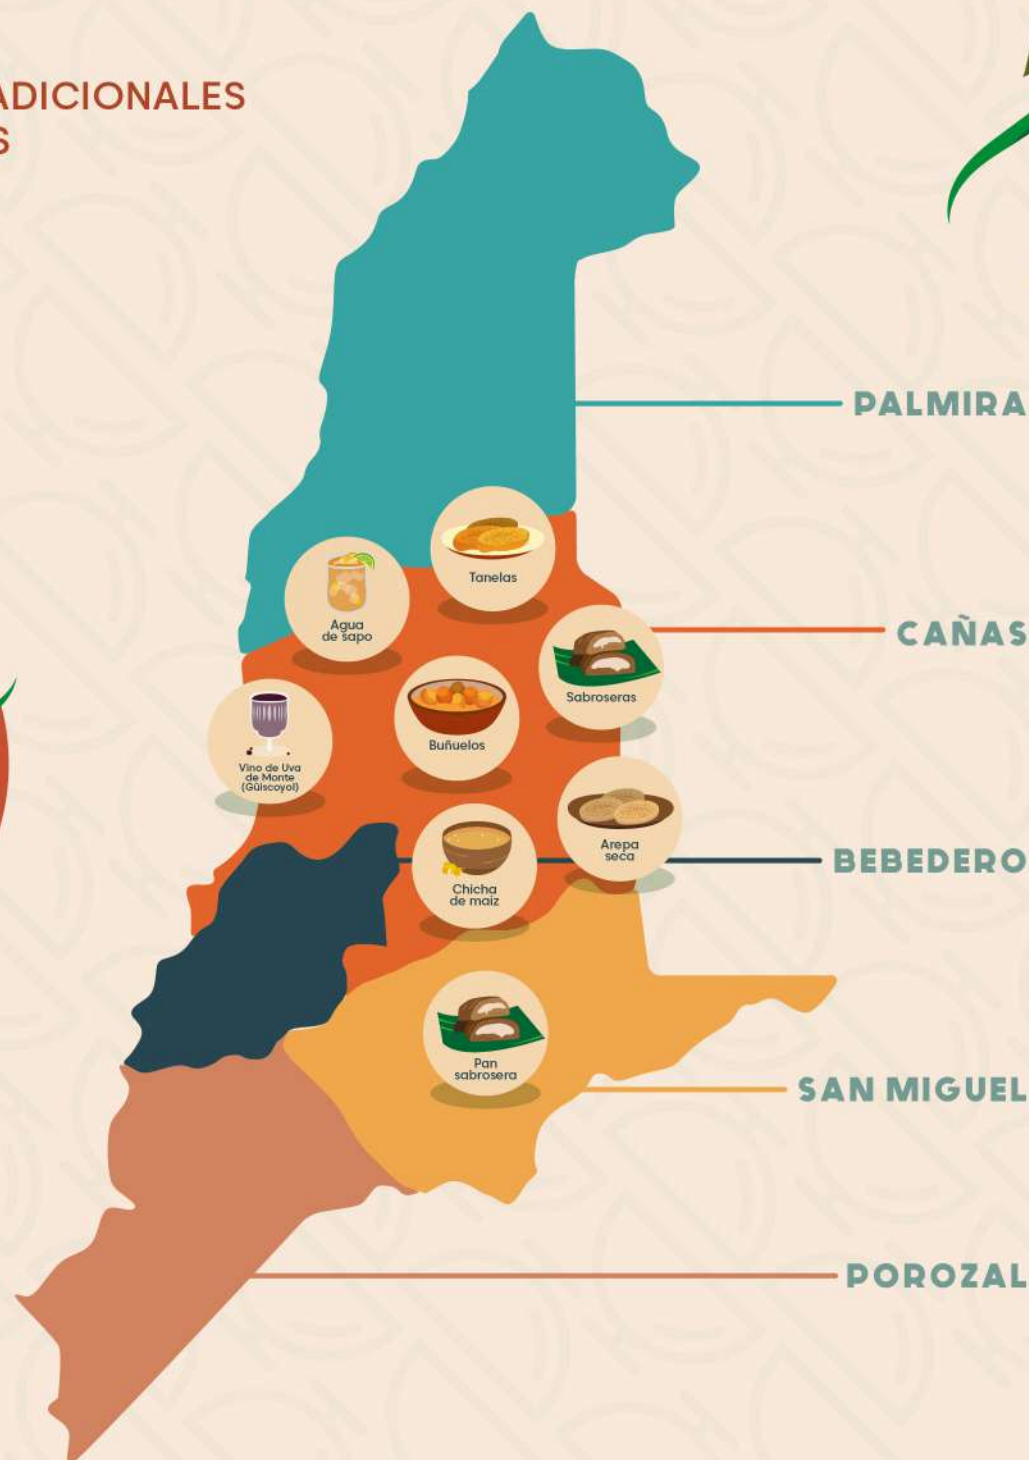 ADICIONALES
S
PALMIRA
Tanelas
Agua
de sapo
CAÑAS
Sabroseras
Buñuelos
Vino de Uva
de Monte
(Güiscoyol)
Arepa
seca
BEBEDERO
Chicha
de maiz
Pan
sabrosera
SAN MIGUEL
POROZAL